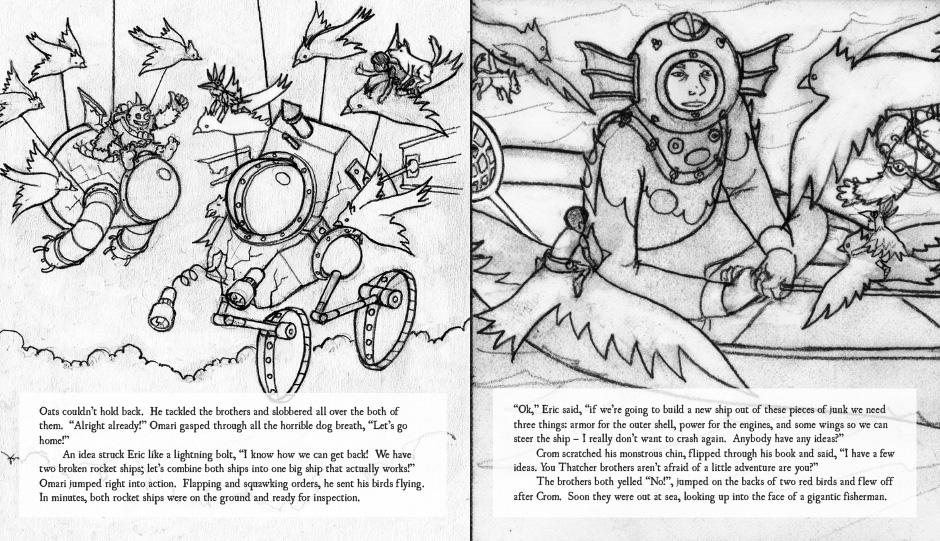 Oats couldn't hold back.  He tackled the brothers and slobbered all over the both of
them.  "Alright already!" Omari gasped through all the horrible dog breath, "Let's go
home!"
An idea struck Eric like a lightning bolt, "I know how we can get back!  We have
two broken rocket ships; let's combine both ships into one big ship that actually works!"
Omari jumped right into action.  Flapping and squawking orders, he sent his birds flying.
In minutes, both rocket ships were on the ground and ready for inspection.
"Ok," Eric said, "if we're going to build a new ship out of these pieces of junk we need
three things: armor for the outer shell, power for the engines, and some wings so we can
steer the ship – I really don't want to crash again.  Anybody have any ideas?"
Crom scratched his monstrous chin, flipped through his book and said, "I have a few
ideas. You Thatcher brothers aren't afraid of a little adventure are you?"
The brothers both yelled "No!", jumped on the backs of two red birds and flew off
after Crom.  Soon they were out at sea, looking up into the face of a gigantic fisherman.